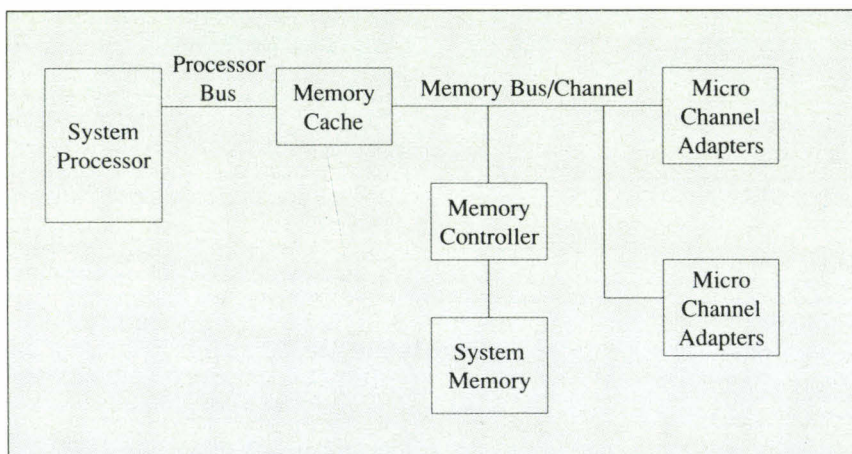 System
Processor
Processor
Bus
Memory
Cache
Memory Bus/Channel
Micro
Channel
Adapters
Memory
Controller
System
Memory
Micro
Channel
Adapters